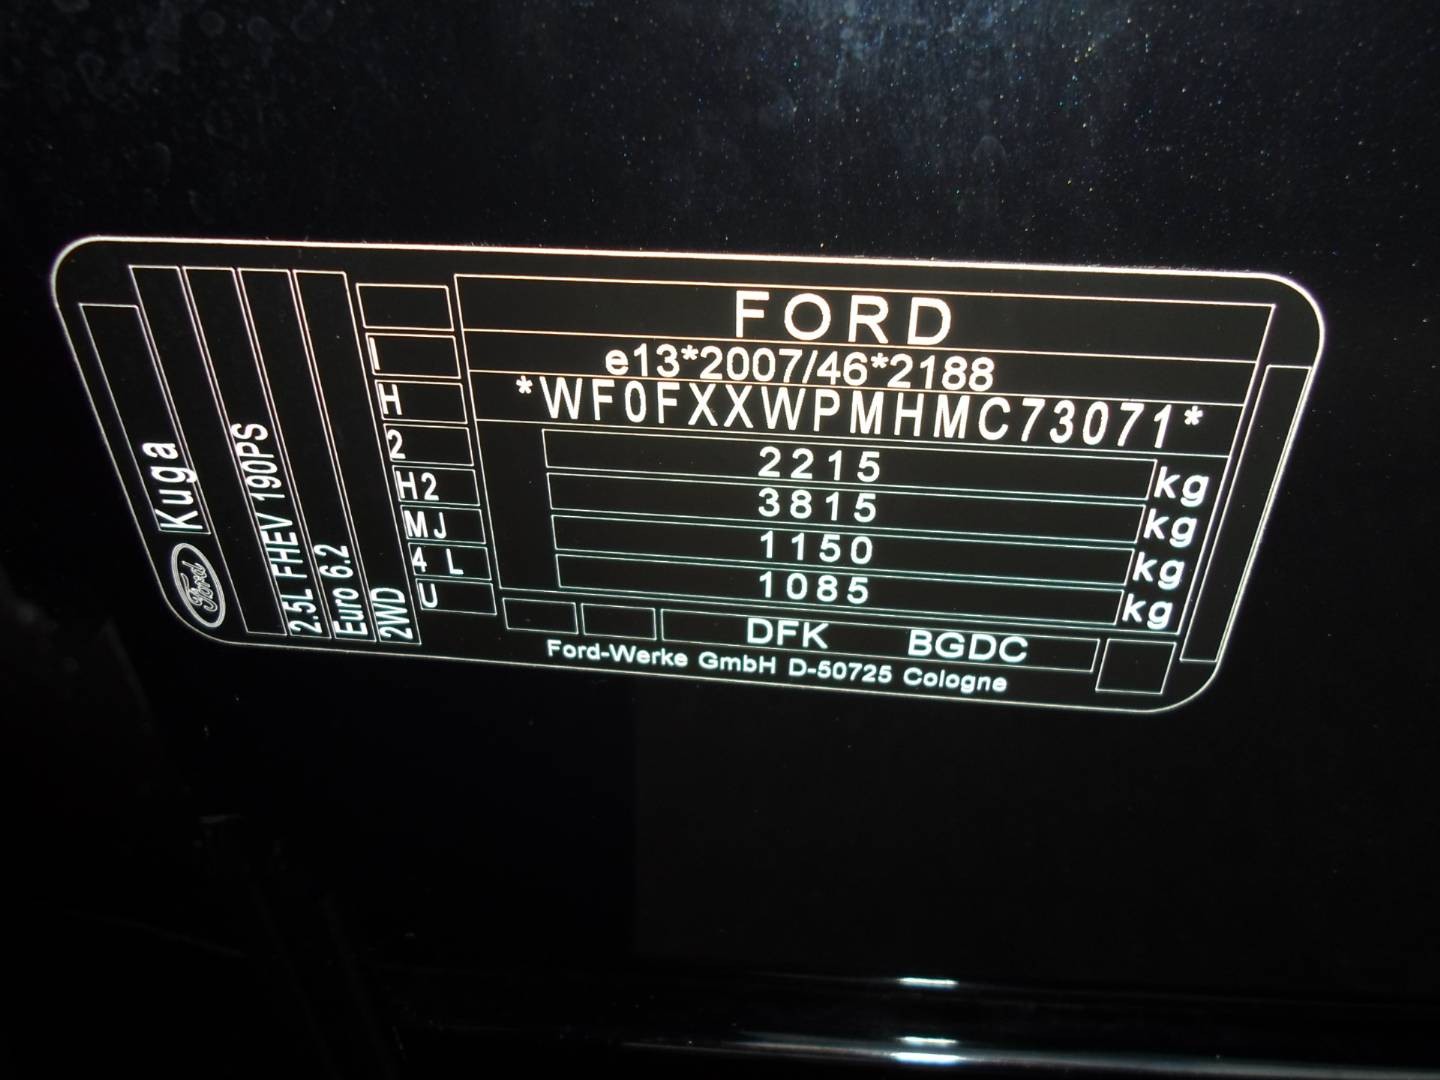 FORD
e13*2007/46*2188
*WF0FXXWPMHMC73071*
2215 kg
3815 kg
1150 kg
1085 kg
DFK BGDC
Ford-Werke GmbH D-50725 Cologne
I
H
2
H2
MJ
4 L
U
Ford Kuga
2.5L FHEV 190PS
Euro 6.2
2WD